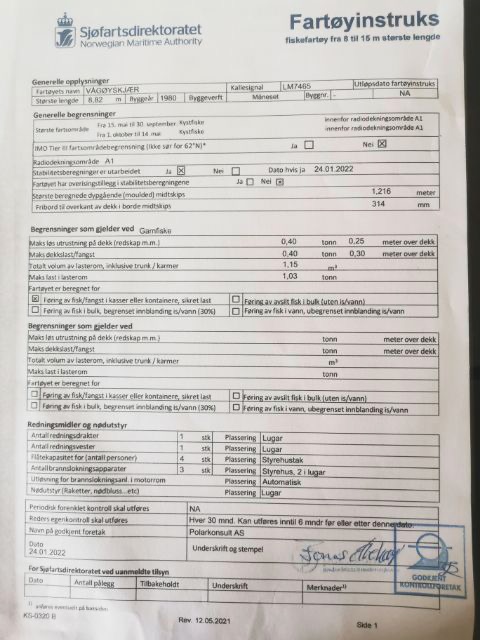 Sjøfartsdirektoratet
Norwegian Maritime Authority
Fartøyinstruks
fiskefartøy fra 8 til 15 m største lengde
Generelle opplysninger
Fartøyets navn VÅGØYSKJÆR Kallesignal LM7465 Utløpsdato fartøyinstruks
Største lengde 8,82 m Byggeår 1980 Byggeverft Måneset Byggnr. - NA
Generelle begrensninger
Største fartsområde Fra 15. mai til 30. september Kystfiske innenfor radiodekningsområde A1
Fra 1. oktober til 14. mai Kystfiske innenfor radiodekningsområde A1
IMO Tier III fartområdebegrensning (Ikke sør for 62°N)* Ja ☐ Nei ☒
Radiodekningsområde A1
Stabilitetsberegninger er utarbeidet Ja ☒ Nei ☐ Dato hvis ja 24.01.2022
Fartøyet har overisingstillegg i stabilitetsberegningene Ja ☐ Nei ☒
Største beregnede dypgående (moulded) midtskips 1,216 meter
Fribord til overkant av dekk i borde midtskips 314 mm
Begrensninger som gjelder ved Garnfiske
Maks løs utrustning på dekk (redskap m.m.) 0,40 tonn 0,25 meter over dekk
Maks dekkslast/fangst 0,40 tonn 0,30 meter over dekk
Totalt volum av lasterom, inklusive trunk / karmer 1,15 m³
Maks last i lasterom 1,03 tonn
Fartøyet er beregnet for
☒ Føring av fisk/fangst i kasser eller kontainere, sikret last ☐ Føring av avsilt fisk i bulk (uten is/vann)
☐ Føring av fisk i bulk, begrenset innblanding is/vann (30%) ☐ Føring av fisk i vann, ubegrenset innblanding is/vann
Begrensninger som gjelder ved
Maks løs utrustning på dekk (redskap m.m.) tonn meter over dekk
Maks dekkslast/fangst tonn meter over dekk
Totalt volum av lasterom, inklusive trunk / karmer m³
Maks last i lasterom tonn
Fartøyet er beregnet for
☐ Føring av fisk/fangst i kasser eller kontainere, sikret last ☐ Føring av avsilt fisk i bulk (uten is/vann)
☐ Føring av fisk i bulk, begrenset innblanding is/vann (30%) ☐ Føring av fisk i vann, ubegrenset innblanding is/vann
Redningsmidler og nødutstyr
Antall redningsdrakter 1 stk Plassering Lugar
Antall redningsvester 1 stk Plassering Lugar
Flåtekapasitet for (antall personer) 4 stk Plassering Styrehustak
Antall brannslokningsapparater 3 stk Plassering Styrehus, 2 i lugar
Utløsning for brannslokningsanl. i motorrom Plassering Automatisk
Nødutstyr (Raketter, nødbluss...etc) Plassering Lugar
Periodisk forenklet kontroll skal utføres NA
Reders egenkontroll skal utføres Hver 30 mnd. Kan utføres inntil 6 mndr før eller etter denne dato:
Navn på godkjent foretak Polarkonsult AS
Dato
24.01.2022 Underskrift og stempel
GODKJENT
KONTROLLFORETAK
For Sjøfartsdirektoratet ved uanmeldte tilsyn
Dato Antall pålegg Tilbakeholdt Underskrift Merknader¹⁾
KS-0320 B Rev. 12.05.2021 Side 1